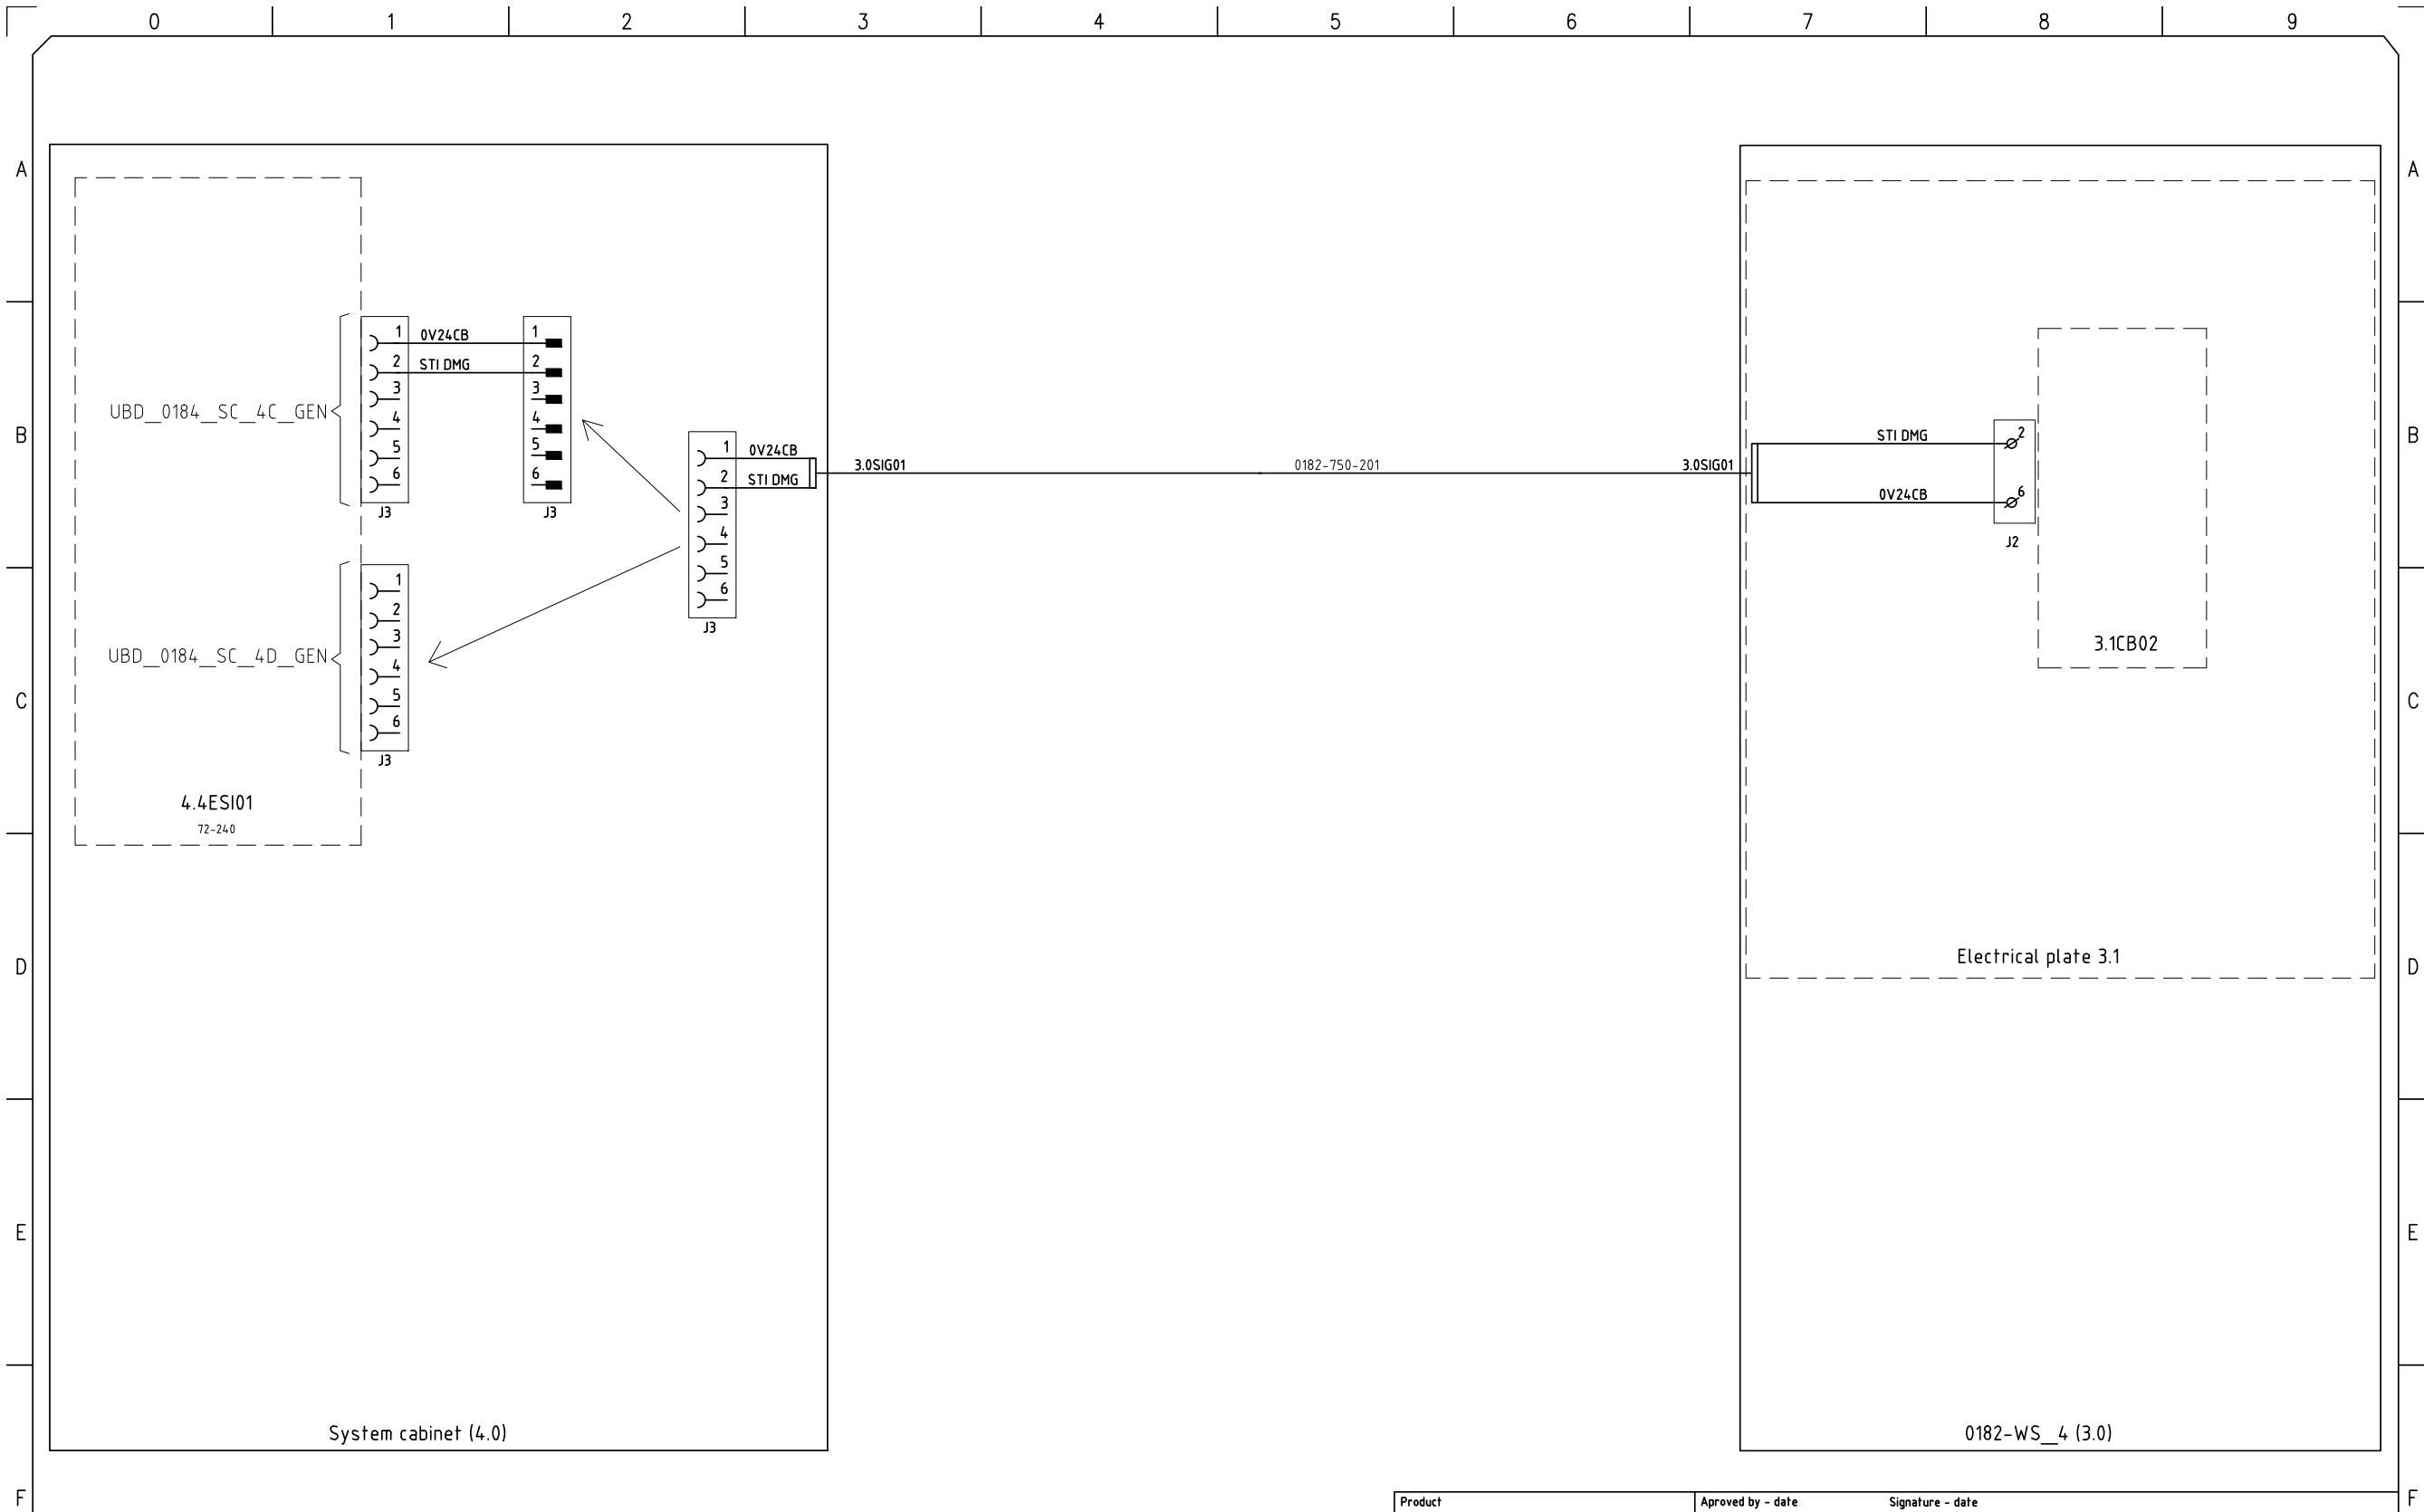 0 1 2 3 4 5 6 7 8 9
A A
1 0V24CB 1
2 STI DMG 2
3 3
4 4
5 5
6 6
UBD__0184__SC__4C__GEN
J3 J3
B B
1 0V24CB
2 STI DMG
3
4
5
6
J3
3.0SIG01 0182-750-201 3.0SIG01
STI DMG 2
0V24CB 6
J2
1
2
3
4
5
6
UBD__0184__SC__4D__GEN
J3
3.1CB02
C C
4.4ESI01
72-240
Electrical plate 3.1
D D
E E
System cabinet (4.0) 0182-WS__4 (3.0)
F F
Product Aproved by - date Signature - date